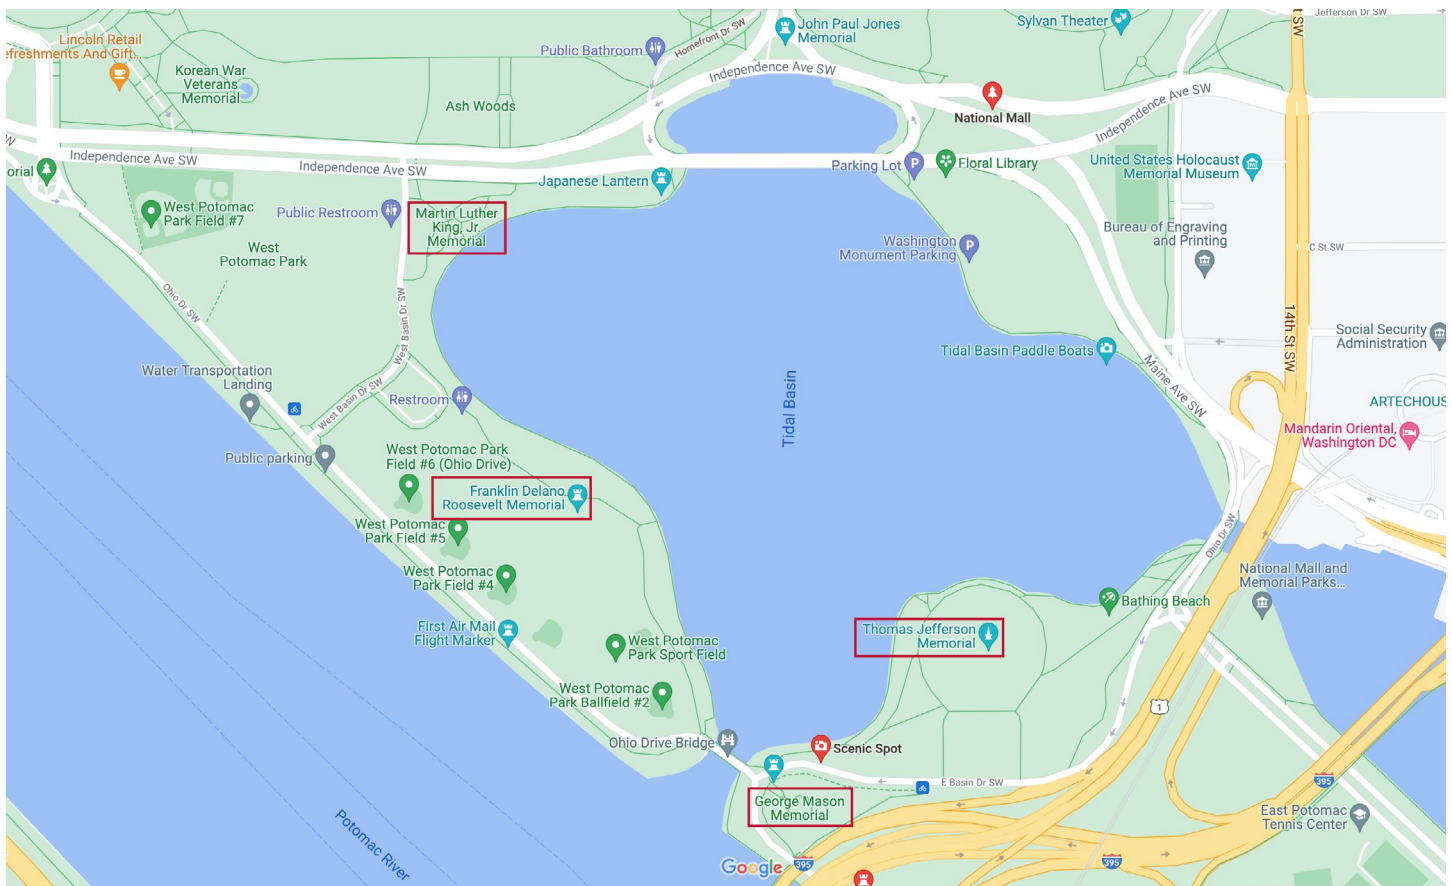 Jefferson Dr SW
t SW
John Paul Jones
Memorial
Sylvan Theater
Lincoln Retail
efreshments And Gift...
Public Bathroom
Homefront Dr SW
Korean War
Veterans
Memorial
Ash Woods
Independence Ave SW
National Mall
Independence Ave SW
Independence Ave SW
W
Independence Ave SW
Independence Ave SW
orial
Japanese Lantern
Parking Lot
Floral Library
United States Holocaust
Memorial Museum
West Potomac
Park Field #7
Public Restroom
Martin Luther
King, Jr.
Memorial
West
Potomac Park
Washington
Monument Parking
Bureau of Engraving
and Printing
C St SW
Ohio Dr SW
West Basin Dr SW
14th St SW
Social Security
Administration
Tidal Basin Paddle Boats
Maine Ave SW
Water Transportation
Landing
West Basin Dr SW
Restroom
Tidal Basin
ARTECHOUS
Mandarin Oriental,
Washington DC
Public parking
West Potomac Park
Field #6 (Ohio Drive)
Franklin Delano
Roosevelt Memorial
West Potomac
Park Field #5
Ohio Dr SW
West Potomac
Park Field #4
National Mall and
Memorial Parks...
Bathing Beach
First Air Mail
Flight Marker
West Potomac
Park Sport Field
Thomas Jefferson
Memorial
West Potomac
Park Ballfield #2
1
Ohio Drive Bridge
Scenic Spot
E Basin Dr SW
395
George Mason
Memorial
East Potomac
Tennis Center
Potomac River
Google
395
395